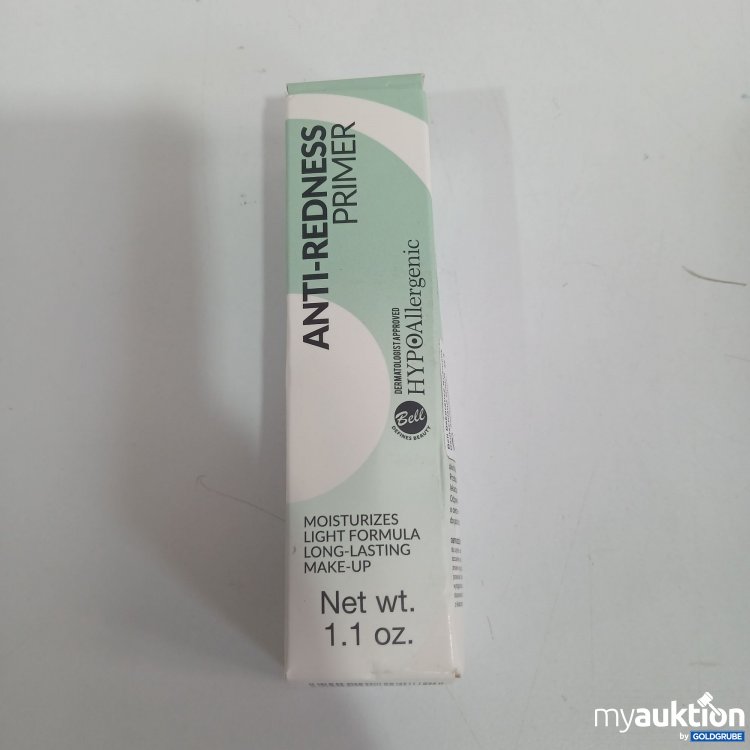 ANTI-REDNESS
PRIMER
DERMATOLOGIST APPROVED
HYPOAllergenic
Bell
DEFINES BEAUTY
MOISTURIZES
LIGHT FORMULA
LONG-LASTING
MAKE-UP
Net wt.
1.1 oz.
myauktion
by GOLDGRUBE